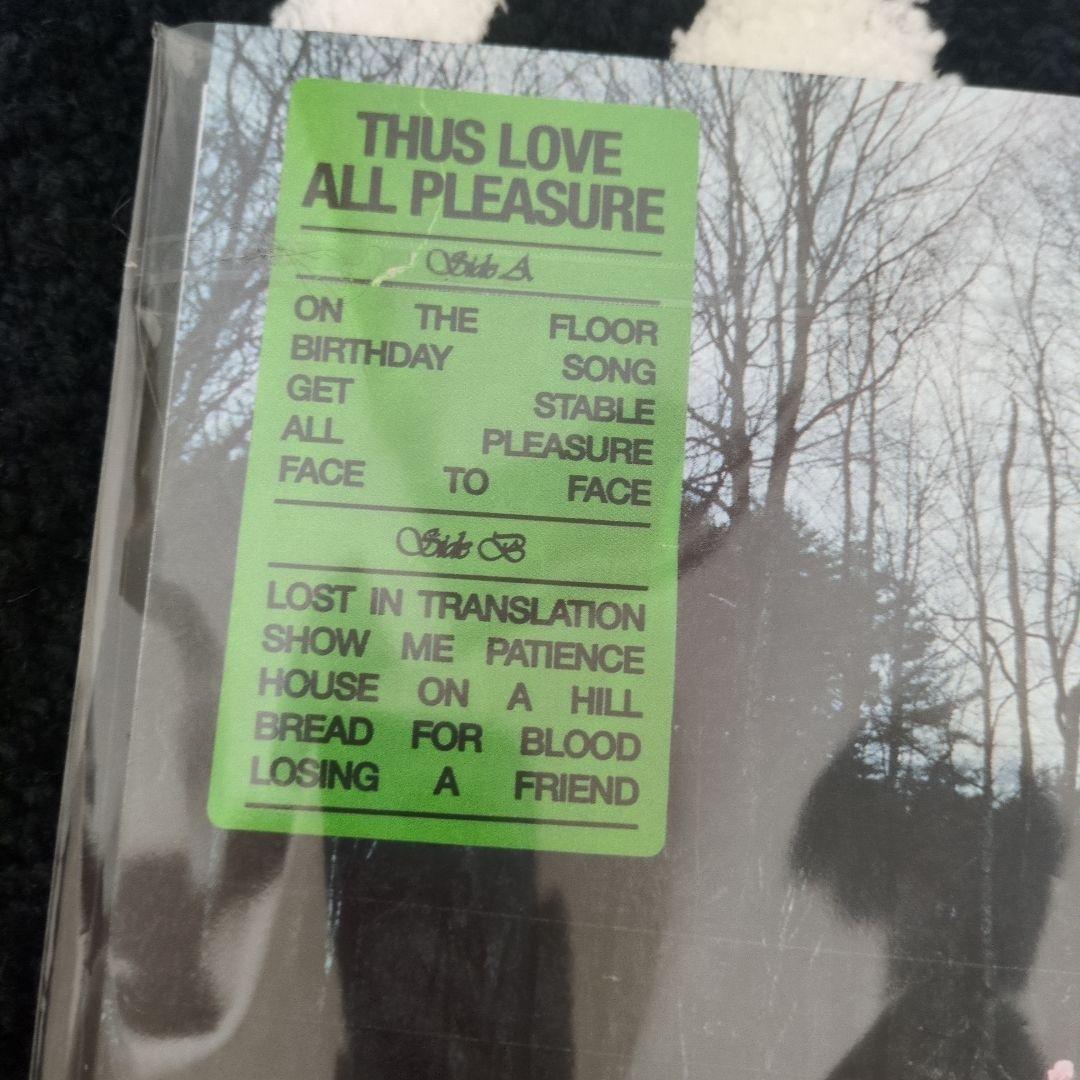 THUS LOVE
ALL PLEASURE
Side A
ON THE FLOOR
BIRTHDAY SONG
GET STABLE
ALL PLEASURE
FACE TO FACE
Side B
LOST IN TRANSLATION
SHOW ME PATIENCE
HOUSE ON A HILL
BREAD FOR BLOOD
LOSING A FRIEND